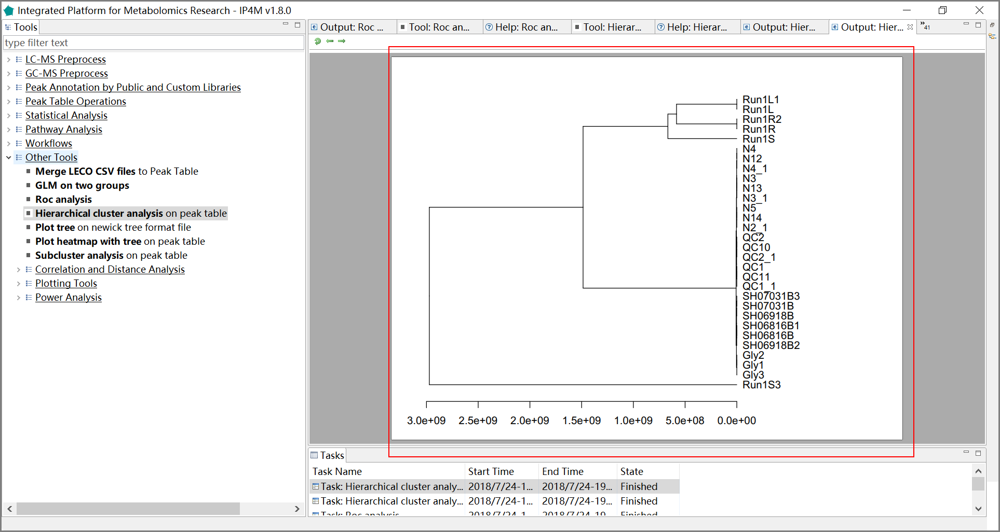 Integrated Platform for Metabolomics Research - IP4M v1.8.0
Tools
type filter text
LC-MS Preprocess
GC-MS Preprocess
Peak Annotation by Public and Custom Libraries
Peak Table Operations
Statistical Analysis
Pathway Analysis
Workflows
Other Tools
Merge LECO CSV files to Peak Table
GLM on two groups
Roc analysis
Hierarchical cluster analysis on peak table
Plot tree on newick tree format file
Plot heatmap with tree on peak table
Subcluster analysis on peak table
Correlation and Distance Analysis
Plotting Tools
Power Analysis
Output: Roc ... Tool: Roc an... Help: Roc an... Tool: Hierar... Help: Hierar... Output: Hier... Output: Hier... »41
Run1L1
Run1L
Run1R2
Run1R
Run1S
N4
N12
N4_1
N3
N13
N3_1
N5
N14
N2_1
QC2
QC10
QC2_1
QC1
QC11
QC1_1
SH07031B3
SH07031B
SH06918B
SH06816B1
SH06816B
SH06918B2
Gly2
Gly1
Gly3
Run1S3
3.0e+09 2.5e+09 2.0e+09 1.5e+09 1.0e+09 5.0e+08 0.0e+00
Tasks
Task Name Start Time End Time State
Task: Hierarchical cluster analy... 2018/7/24-1... 2018/7/24-19... Finished
Task: Hierarchical cluster analy... 2018/7/24-1... 2018/7/24-19... Finished
Task: Roc analysis 2018/7/24-1... 2018/7/24-19... Finished